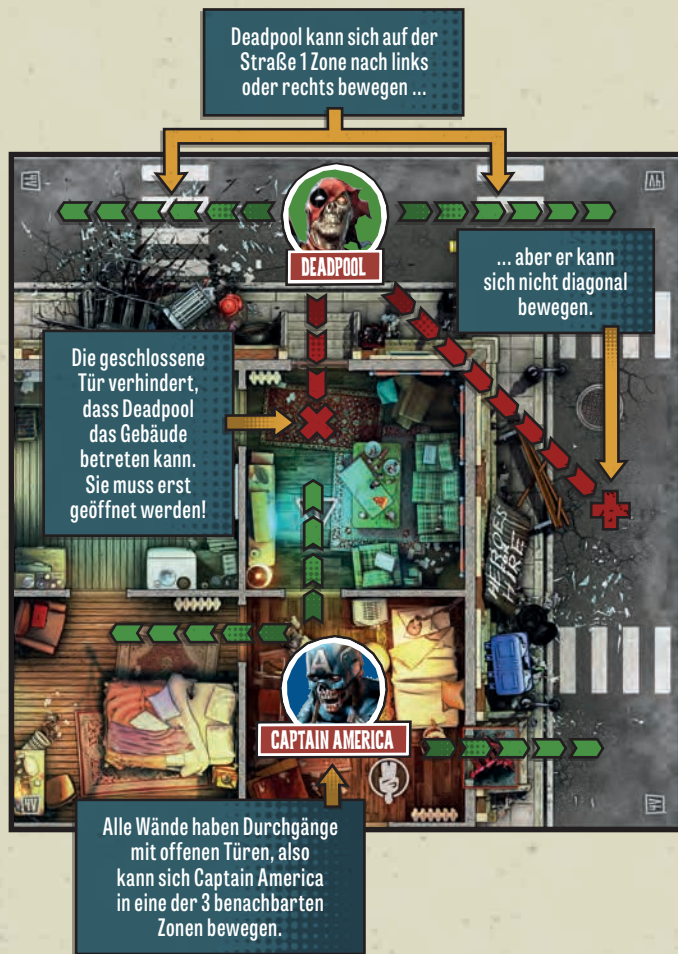 Deadpool kann sich auf der
Straße 1 Zone nach links
oder rechts bewegen ...
DEADPOOL
... aber er kann
sich nicht diagonal
bewegen.
Die geschlossene
Tür verhindert,
dass Deadpool
das Gebäude
betreten kann.
Sie muss erst
geöffnet werden!
HEROES
HIRE
A
CAPTAIN AMERICA
Alle Wände haben Durchgänge
mit offenen Türen, also
kann sich Captain America
in eine der 3 benachbarten
Zonen bewegen.